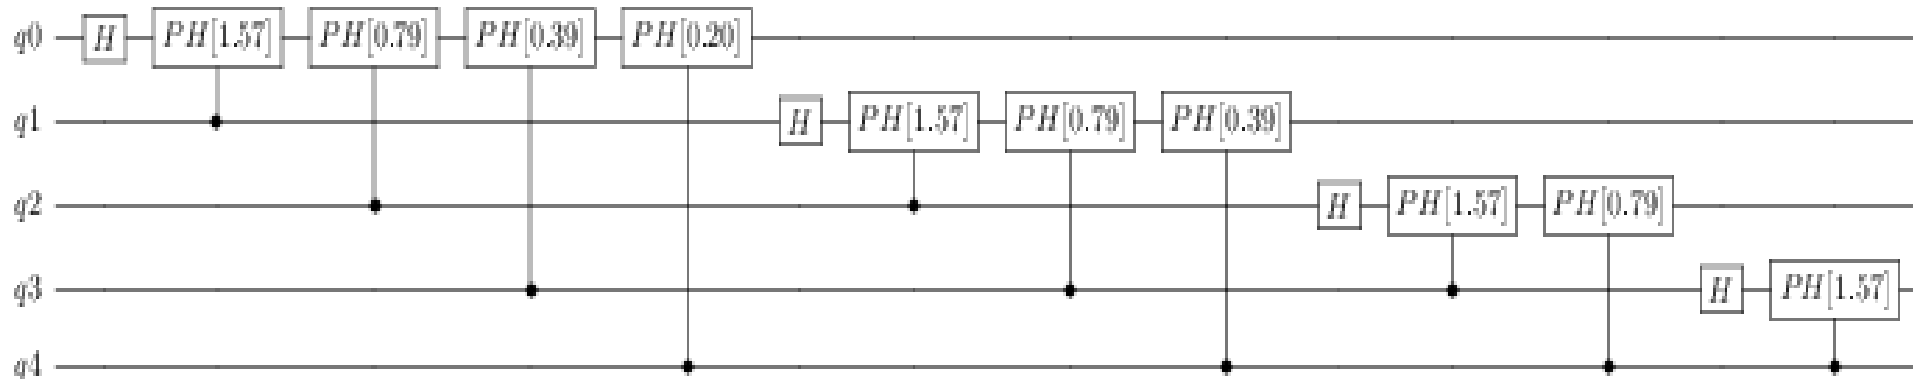 q0 H PH[1.57] PH[0.79] PH[0.39] PH[0.20]
q1 H PH[1.57] PH[0.79] PH[0.39]
q2 H PH[1.57] PH[0.79]
q3 H PH[1.57]
q4